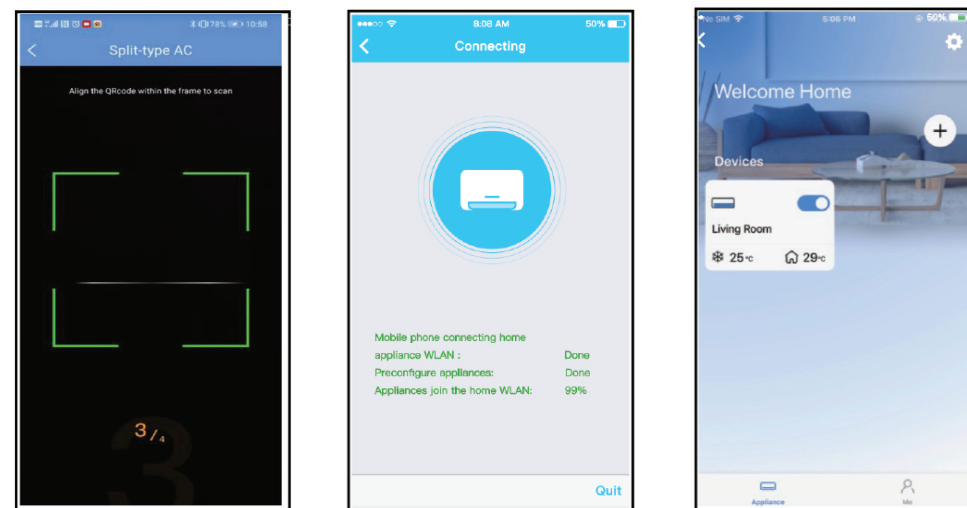 78% 10:58
Split-type AC
Align the QRcode within the frame to scan
3/4
3
8:08 AM 50%
Connecting
Mobile phone connecting home
appliance WLAN : Done
Preconfigure appliances: Done
Appliances join the home WLAN: 99%
Quit
No SIM 5:06 PM 50%
Welcome Home
+
Devices
Living Room
25°C 29°C
Appliance Me